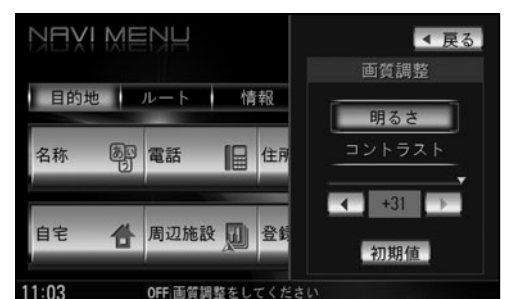 NAVI MENU
◀ 戻る
画質調整
目的地 ルート 情報
明るさ
コントラスト
名称 あいう 電話 住所
+31
自宅 周辺施設 登録
初期値
11:03 OFF 画質調整をしてください